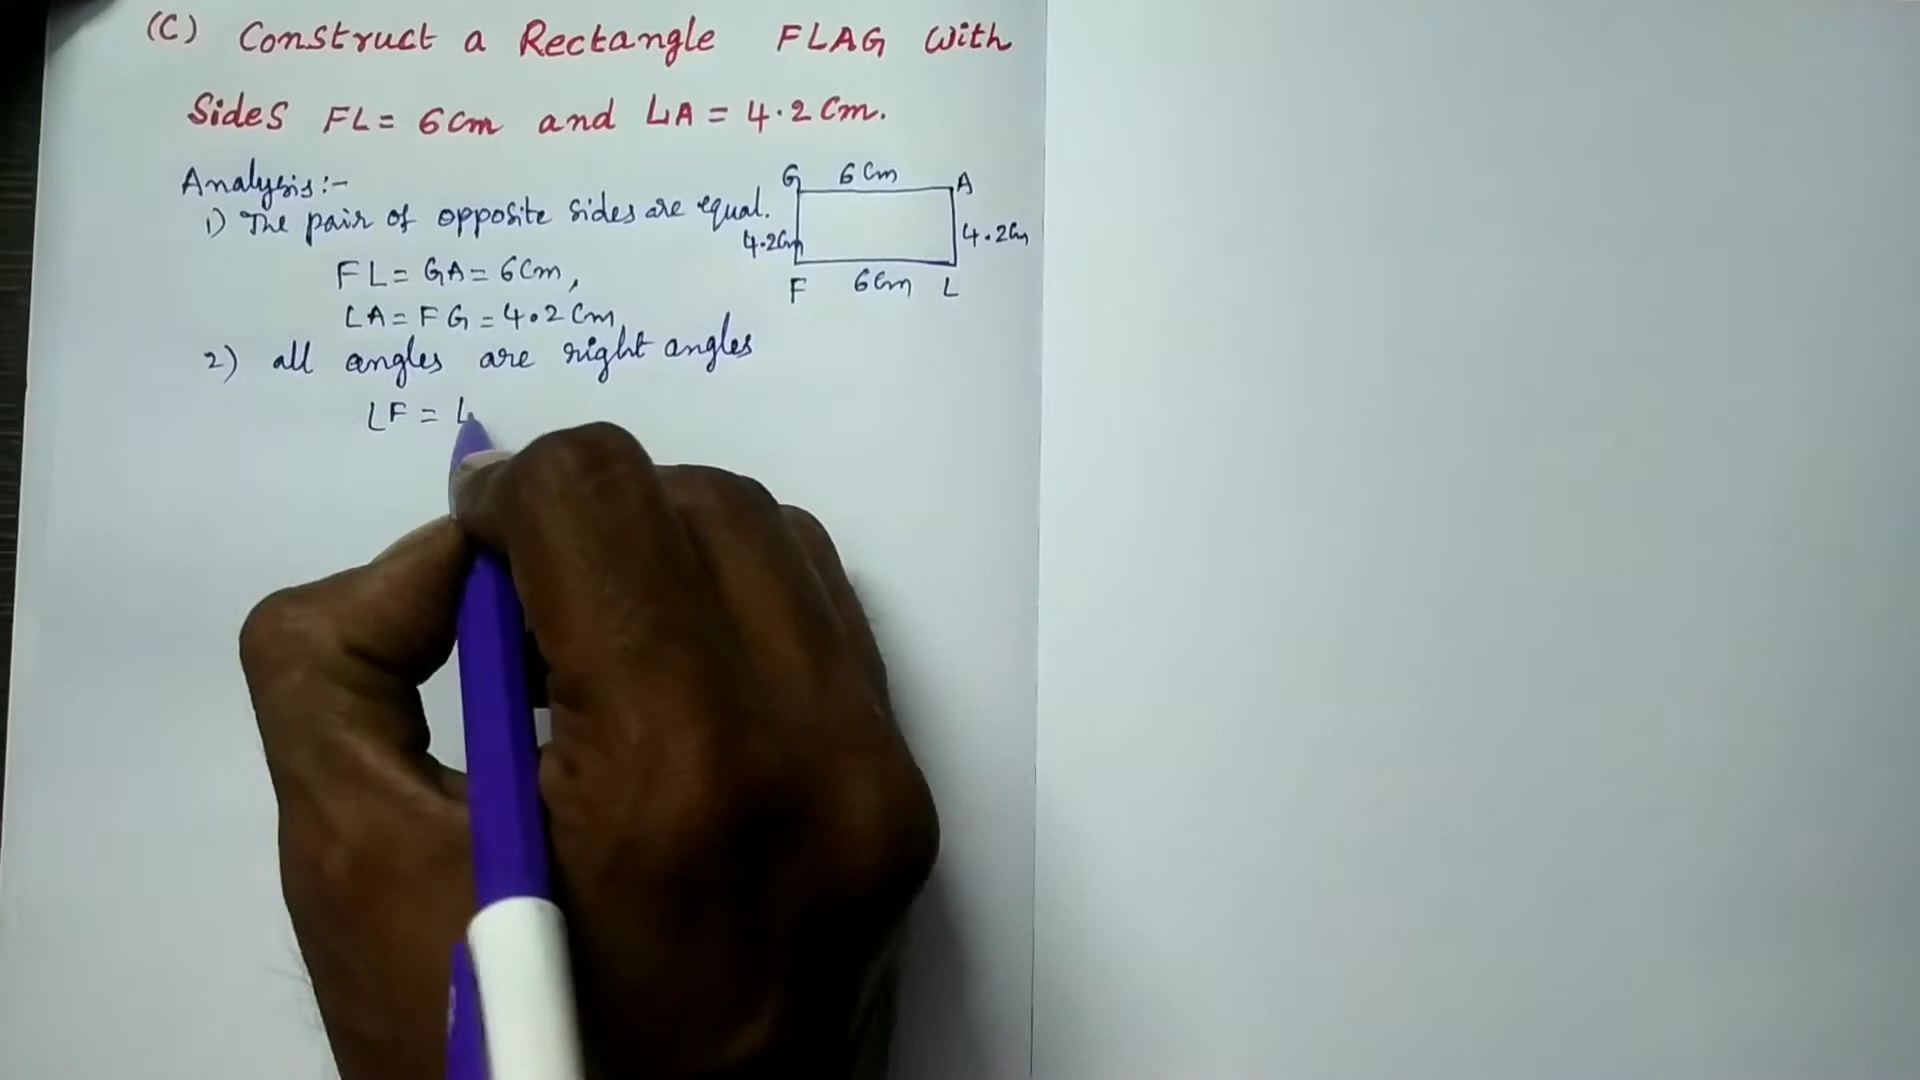 (C) Construct a Rectangle FLAG with
Sides FL = 6cm and LA = 4.2 Cm.
Analysis:-
1) The pair of opposite sides are equal.
FL = GA = 6Cm,
LA = FG = 4.2 Cm
2) all angles are right angles
∠F = ∠
G 6 Cm A
4.2Cm 4.2Cm
F 6Cm L